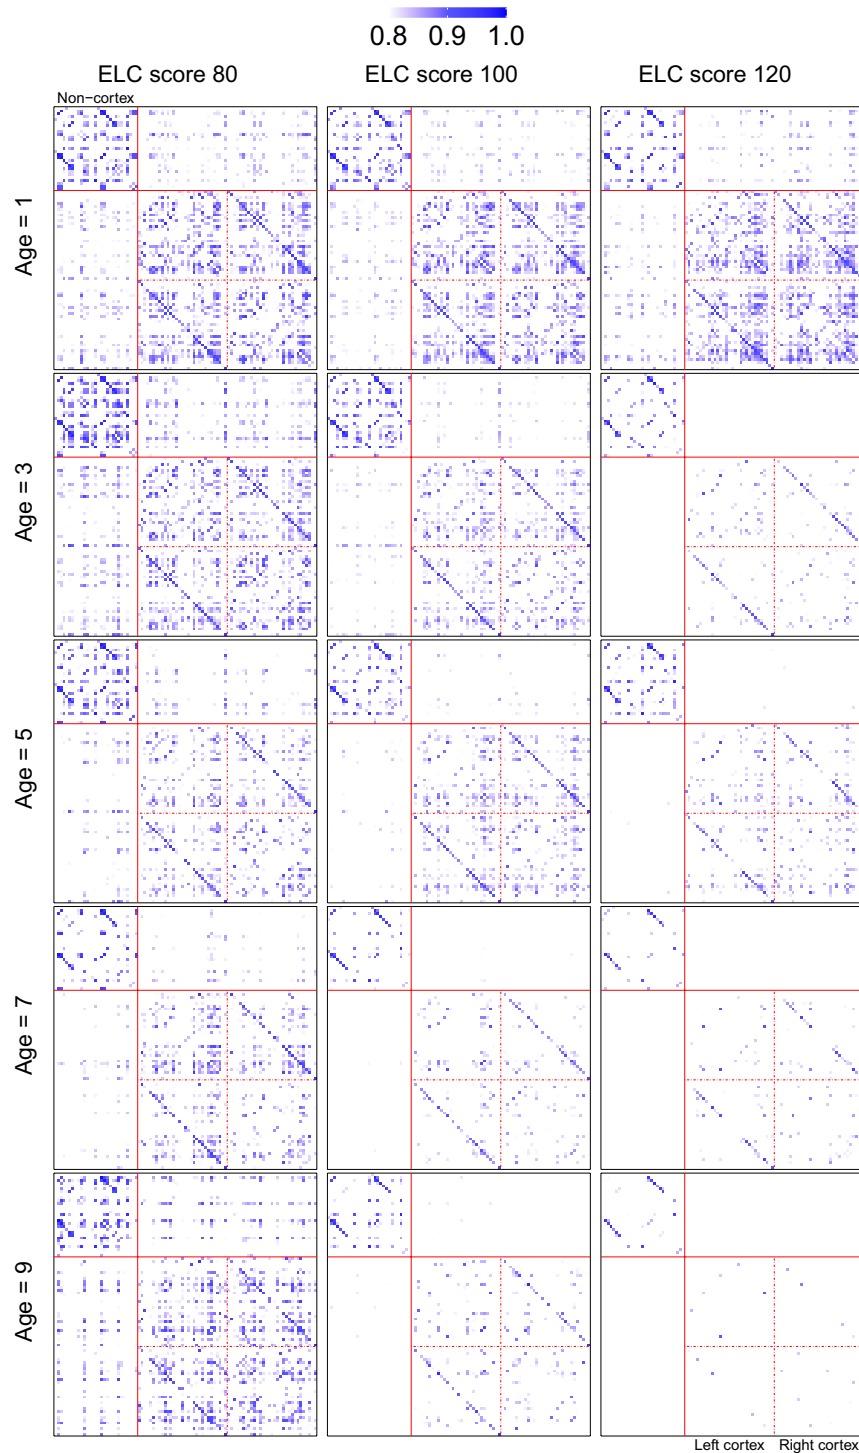 0.8 0.9 1.0
ELC score 80 ELC score 100 ELC score 120
Non−cortex
Age = 1
Age = 3
Age = 5
Age = 7
Age = 9
Left cortex Right cortex